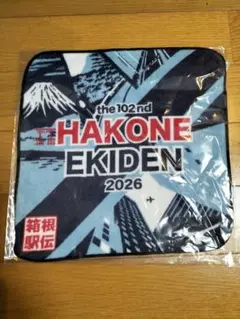 the 102nd
HAKONE
EKIDEN
2026
箱根
駅伝